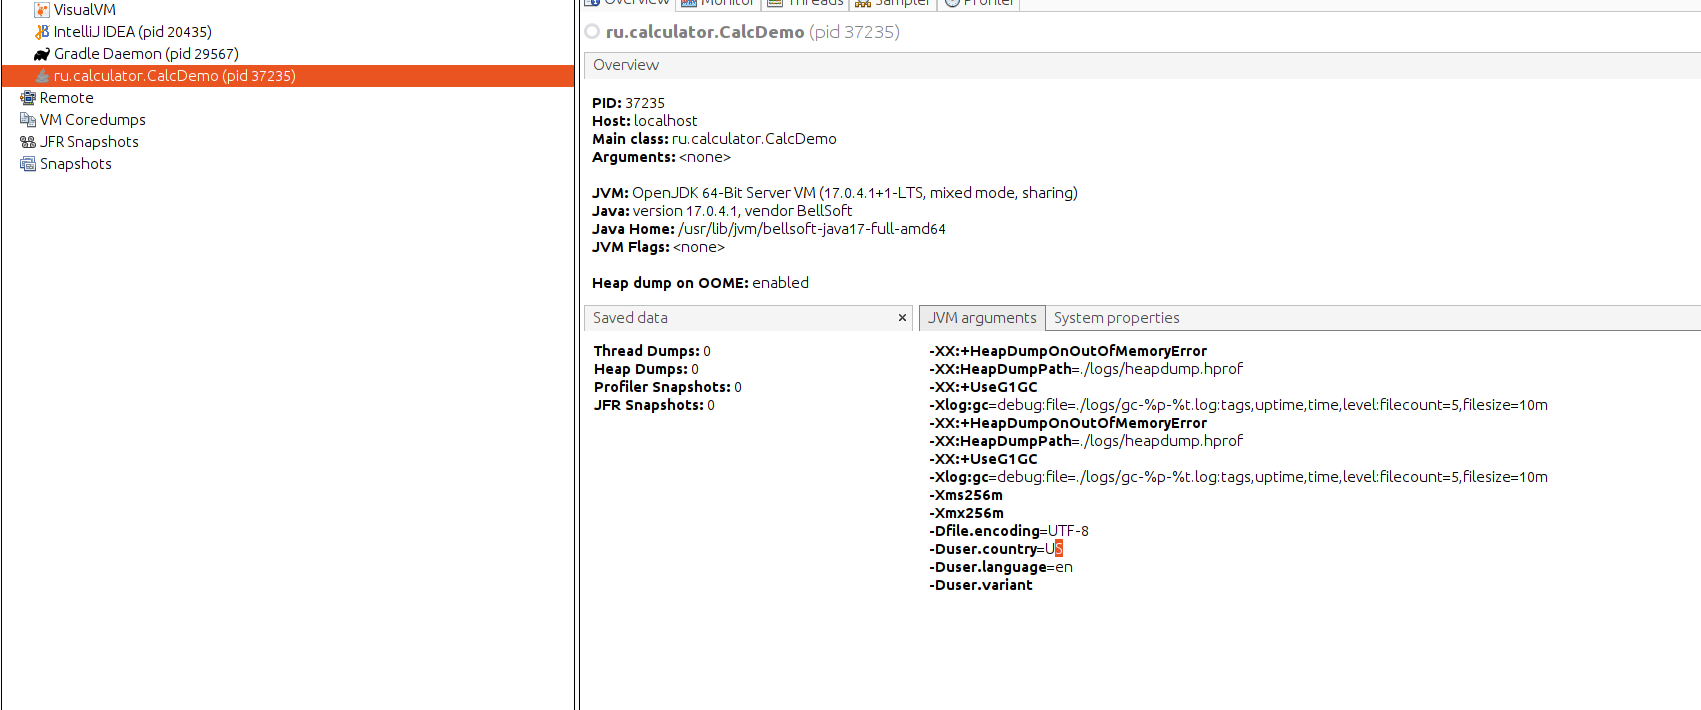 VisualVM
IntelliJ IDEA (pid 20435)
Gradle Daemon (pid 29567)
ru.calculator.CalcDemo (pid 37235)
Remote
VM Coredumps
JFR Snapshots
Snapshots
Overview Monitor Threads Sampler Profiler
ru.calculator.CalcDemo (pid 37235)
Overview
PID: 37235
Host: localhost
Main class: ru.calculator.CalcDemo
Arguments: <none>
JVM: OpenJDK 64-Bit Server VM (17.0.4.1+1-LTS, mixed mode, sharing)
Java: version 17.0.4.1, vendor BellSoft
Java Home: /usr/lib/jvm/bellsoft-java17-full-amd64
JVM Flags: <none>
Heap dump on OOME: enabled
Saved data
Thread Dumps: 0
Heap Dumps: 0
Profiler Snapshots: 0
JFR Snapshots: 0
JVM arguments System properties
-XX:+HeapDumpOnOutOfMemoryError
-XX:HeapDumpPath=./logs/heapdump.hprof
-XX:+UseG1GC
-Xlog:gc=debug:file=./logs/gc-%p-%t.log:tags,uptime,time,level:filecount=5,filesize=10m
-XX:+HeapDumpOnOutOfMemoryError
-XX:HeapDumpPath=./logs/heapdump.hprof
-XX:+UseG1GC
-Xlog:gc=debug:file=./logs/gc-%p-%t.log:tags,uptime,time,level:filecount=5,filesize=10m
-Xms256m
-Xmx256m
-Dfile.encoding=UTF-8
-Duser.country=US
-Duser.language=en
-Duser.variant